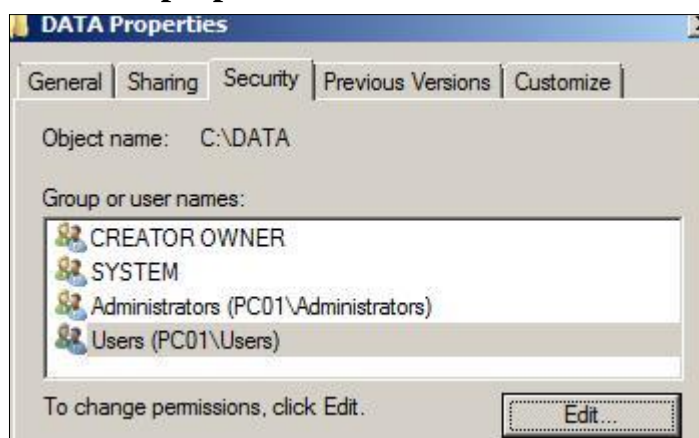 DATA Properties
General Sharing Security Previous Versions Customize
Object name: C:\DATA
Group or user names:
CREATOR OWNER
SYSTEM
Administrators (PC01\Administrators)
Users (PC01\Users)
To change permissions, click Edit. Edit...